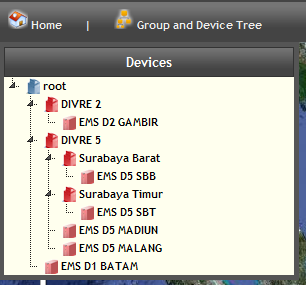 Home | Group and Device Tree
Devices
root
DIVRE 2
EMS D2 GAMBIR
DIVRE 5
Surabaya Barat
EMS D5 SBB
Surabaya Timur
EMS D5 SBT
EMS D5 MADIUN
EMS D5 MALANG
EMS D1 BATAM